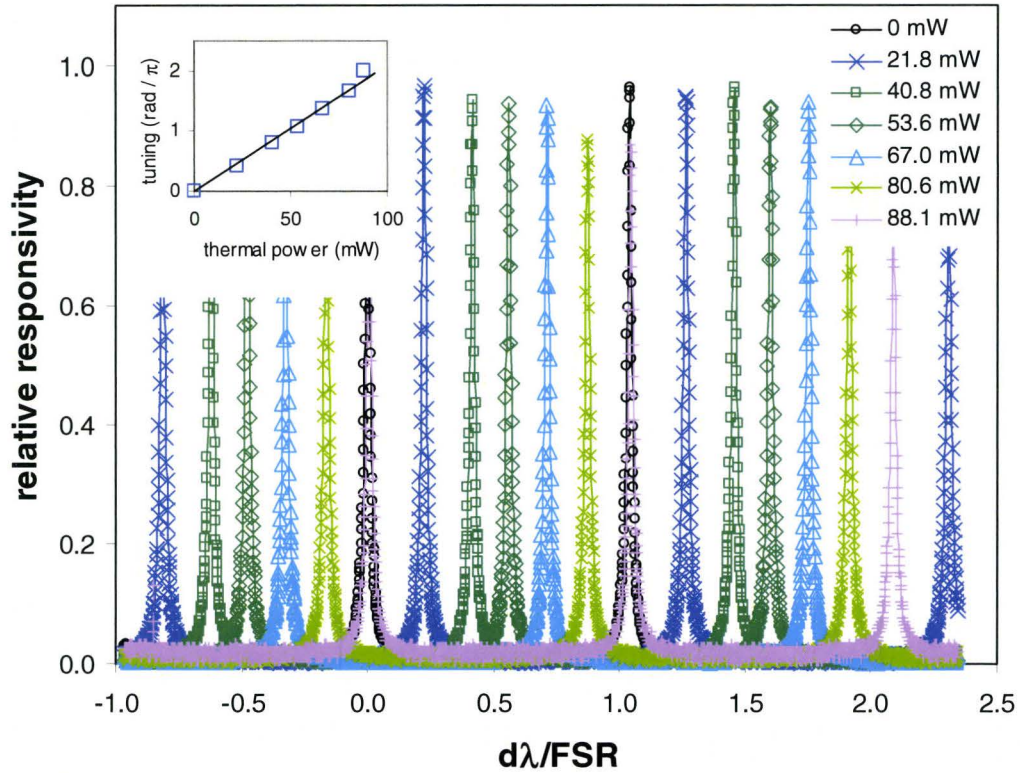 1.0
0.8
0.6
0.4
0.2
0.0
relative responsivity
-1.0 -0.5 0.0 0.5 1.0 1.5 2.0 2.5
dλ/FSR
2
1
0
tuning (rad / π)
0 50 100
thermal power (mW)
0 mW
21.8 mW
40.8 mW
53.6 mW
67.0 mW
80.6 mW
88.1 mW